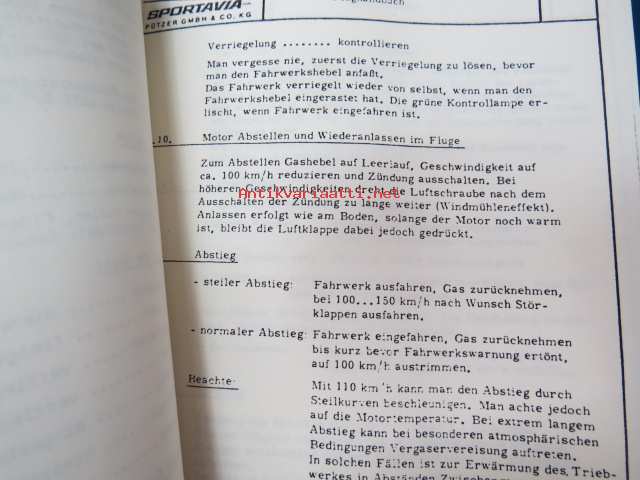 SPORTAVIA
PÜTZER GMBH & CO. KG
Verriegelung ........ kontrollieren
Man vergesse nie, zuerst die Verriegelung zu lösen, bevor
man den Fahrwerkshebel anfaßt.
Das Fahrwerk verriegelt wieder von selbst, wenn man den
Fahrwerkshebel eingerastet hat. Die grüne Kontrollampe er-
lischt, wenn Fahrwerk eingefahren ist.
.10. Motor Abstellen und Wiederanlassen im Fluge
Zum Abstellen Gashebel auf Leerlauf, Geschwindigkeit auf
ca. 100 km/h reduzieren und Zündung ausschalten. Bei
höheren Geschwindigkeiten dreht die Luftschraube nach dem
Antikvariaatti.net
Ausschalten der Zündung zu lange weiter (Windmühleneffekt).
Anlassen erfolgt wie am Boden, solange der Motor noch warm
ist, bleibt die Luftklappe dabei jedoch gedrückt.
Abstieg
- steiler Abstieg: Fahrwerk ausfahren, Gas zurücknehmen,
bei 100...150 km/h nach Wunsch Stör-
klappen ausfahren.
- normaler Abstieg: Fahrwerk eingefahren, Gas zurücknehmen
bis kurz bevor Fahrwerkswarnung ertönt,
auf 100 km/h austrimmen.
Beachte: Mit 110 km/h kann man den Abstieg durch
Steilkurven beschleunigen. Man achte jedoch
auf die Motortemperatur. Bei extrem langem
Abstieg kann bei besonderen atmosphärischen
Bedingungen Vergaservereisung auftreten.
In solchen Fällen ist zur Erwärmung des Trieb-
werkes in Abständen Zwischen